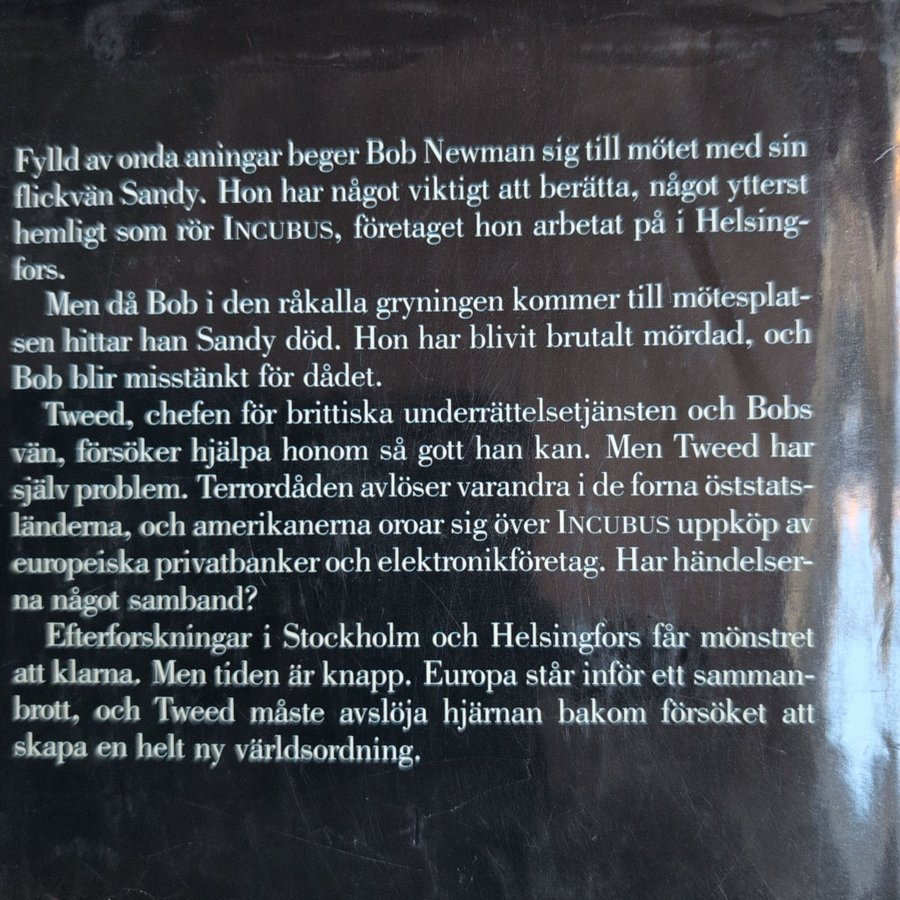 Fylld av onda aningar beger Bob Newman sig till mötet med sin
flickvän Sandy. Hon har något viktigt att berätta, något ytterst
hemligt som rör INCUBUS, företaget hon arbetat på i Helsing-
fors.
Men då Bob i den råkalla gryningen kommer till mötesplat-
sen hittar han Sandy död. Hon har blivit brutalt mördad, och
Bob blir misstänkt för dådet.
Tweed, chefen för brittiska underrättelsetjänsten och Bobs
vän, försöker hjälpa honom så gott han kan. Men Tweed har
själv problem. Terrordåden avlöser varandra i de forna öststats-
länderna, och amerikanerna oroar sig över INCUBUS uppköp av
europeiska privatbanker och elektronikföretag. Har händelser-
na något samband?
Efterforskningar i Stockholm och Helsingfors får mönstret
att klarna. Men tiden är knapp. Europa står inför ett samman-
brott, och Tweed måste avslöja hjärnan bakom försöket att
skapa en helt ny världsordning.